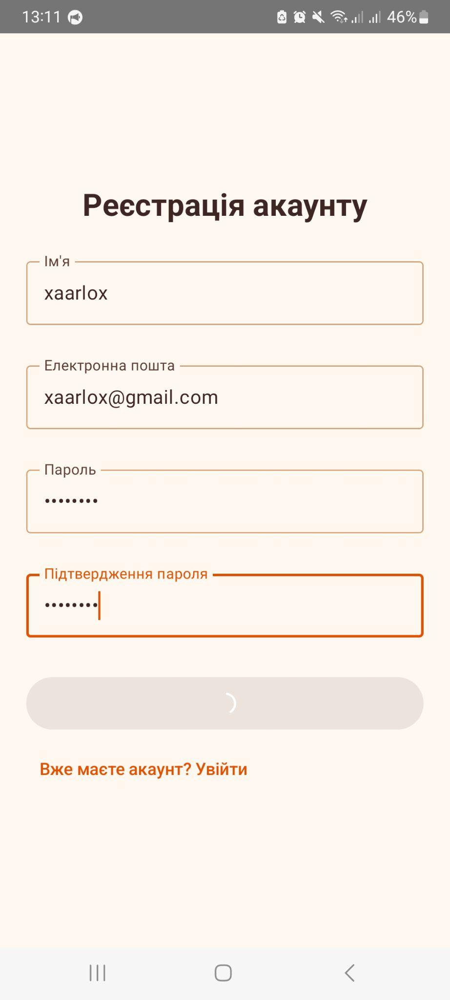 13:11
46%
Реєстрація акаунту
Ім'я
xaarlox
Електронна пошта
xaarlox@gmail.com
Пароль
••••••••
Підтвердження пароля
••••••••
Вже маєте акаунт? Увійти